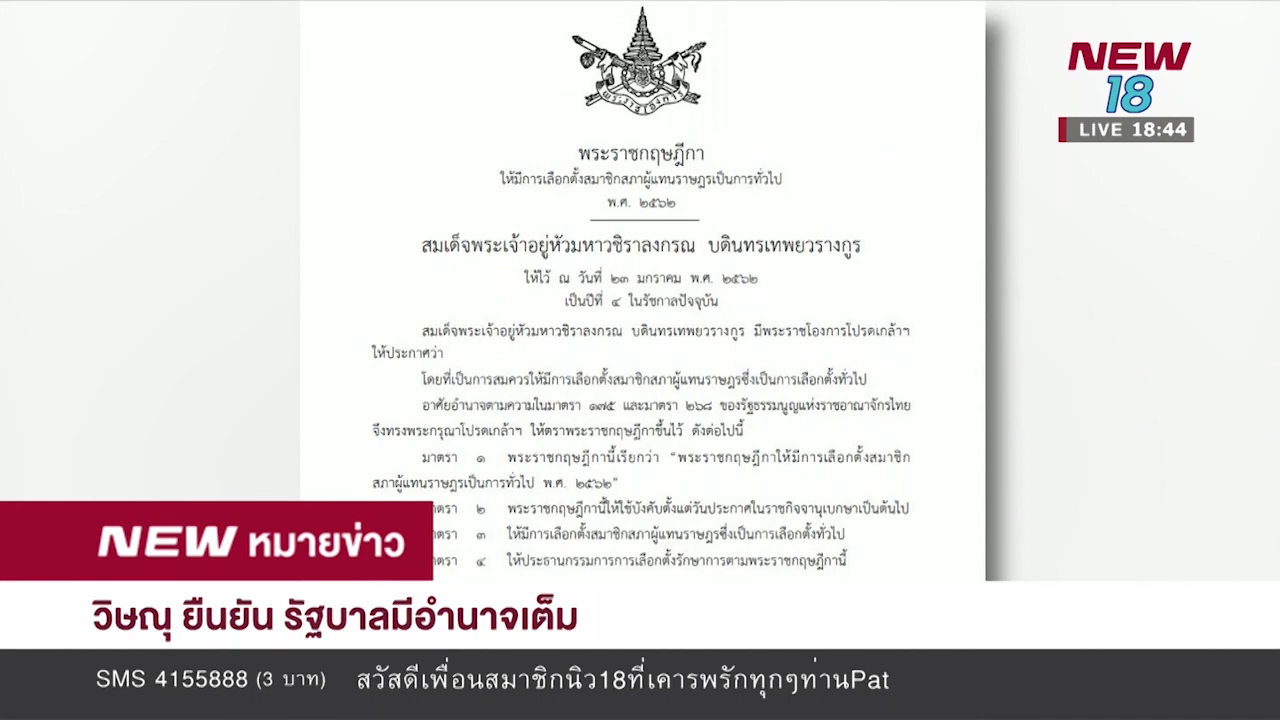 พระราชโองการ
NEW
18
LIVE 18:44
พระราชกฤษฎีกา
ให้มีการเลือกตั้งสมาชิกสภาผู้แทนราษฎรเป็นการทั่วไป
พ.ศ. ๒๕๖๒
สมเด็จพระเจ้าอยู่หัวมหาวชิราลงกรณ บดินทรเทพยวรางกูร
ให้ไว้ ณ วันที่ ๒๓ มกราคม พ.ศ. ๒๕๖๒
เป็นปีที่ ๔ ในรัชกาลปัจจุบัน
สมเด็จพระเจ้าอยู่หัวมหาวชิราลงกรณ บดินทรเทพยวรางกูร มีพระราชโองการโปรดเกล้าฯ
ให้ประกาศว่า
โดยที่เป็นการสมควรให้มีการเลือกตั้งสมาชิกสภาผู้แทนราษฎรซึ่งเป็นการเลือกตั้งทั่วไป
อาศัยอำนาจตามความในมาตรา ๑๗๕ และมาตรา ๒๖๘ ของรัฐธรรมนูญแห่งราชอาณาจักรไทย
จึงทรงพระกรุณาโปรดเกล้าฯ ให้ตราพระราชกฤษฎีกาขึ้นไว้ ดังต่อไปนี้
มาตรา ๑ พระราชกฤษฎีกานี้เรียกว่า “พระราชกฤษฎีกาให้มีการเลือกตั้งสมาชิก
สภาผู้แทนราษฎรเป็นการทั่วไป พ.ศ. ๒๕๖๒”
ตรา ๒ พระราชกฤษฎีกานี้ให้ใช้บังคับตั้งแต่วันประกาศในราชกิจจานุเบกษาเป็นต้นไป
ตรา ๓ ให้มีการเลือกตั้งสมาชิกสภาผู้แทนราษฎรซึ่งเป็นการเลือกตั้งทั่วไป
ตรา ๔ ให้ประธานกรรมการการเลือกตั้งรักษาการตามพระราชกฤษฎีกานี้
NEW หมายข่าว
วิษณุ ยืนยัน รัฐบาลมีอำนาจเต็ม
SMS 4155888 (3 บาท) สวัสดีเพื่อนสมาชิกนิว18ที่เคารพรักทุกๆท่านPat